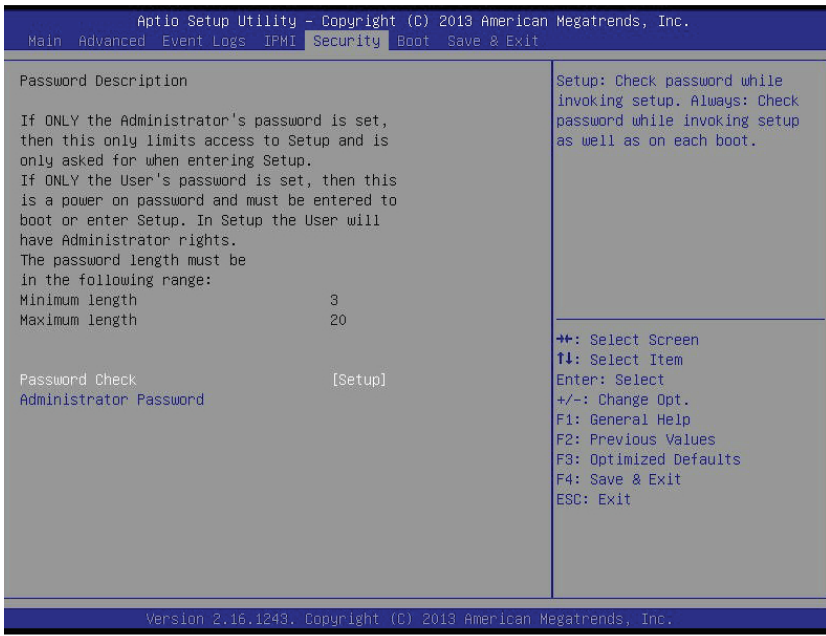 Aptio Setup Utility – Copyright (C) 2013 American Megatrends, Inc.
Main Advanced Event Logs IPMI Security Boot Save & Exit
Password Description
If ONLY the Administrator's password is set,
then this only limits access to Setup and is
only asked for when entering Setup.
If ONLY the User's password is set, then this
is a power on password and must be entered to
boot or enter Setup. In Setup the User will
have Administrator rights.
The password length must be
in the following range:
Minimum length 3
Maximum length 20
Password Check [Setup]
Administrator Password
Setup: Check password while
invoking setup. Always: Check
password while invoking setup
as well as on each boot.
→←: Select Screen
↑↓: Select Item
Enter: Select
+/-: Change Opt.
F1: General Help
F2: Previous Values
F3: Optimized Defaults
F4: Save & Exit
ESC: Exit
Version 2.16.1243. Copyright (C) 2013 American Megatrends, Inc.